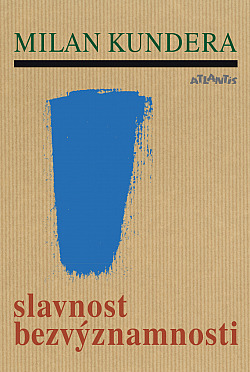 MILAN KUNDERA
ATLANTIS
slavnost
bezvýznamnosti